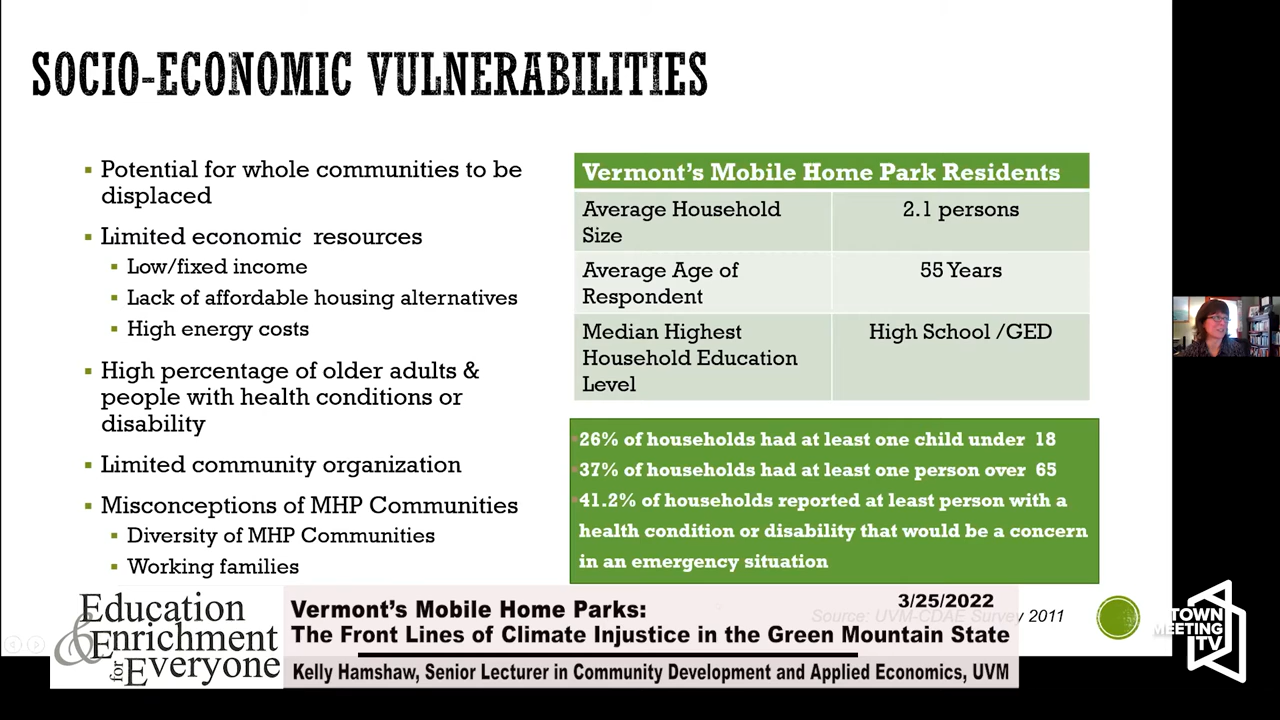 SOCIO-ECONOMIC VULNERABILITIES
Potential for whole communities to be
displaced
Limited economic resources
Low/fixed income
Lack of affordable housing alternatives
High energy costs
High percentage of older adults &
people with health conditions or
disability
Limited community organization
Misconceptions of MHP Communities
Diversity of MHP Communities
Working families
Vermont's Mobile Home Park Residents
Average Household
Size
2.1 persons
Average Age of
Respondent
55 Years
Median Highest
Household Education
Level
High School /GED
26% of households had at least one child under 18
37% of households had at least one person over 65
41.2% of households reported at least person with a
health condition or disability that would be a concern
in an emergency situation
Source: UVM-CDAE Survey 2011
Education
& Enrichment
for Everyone
3/25/2022
Vermont's Mobile Home Parks:
The Front Lines of Climate Injustice in the Green Mountain State
Kelly Hamshaw, Senior Lecturer in Community Development and Applied Economics, UVM
TOWN
MEETING
TV